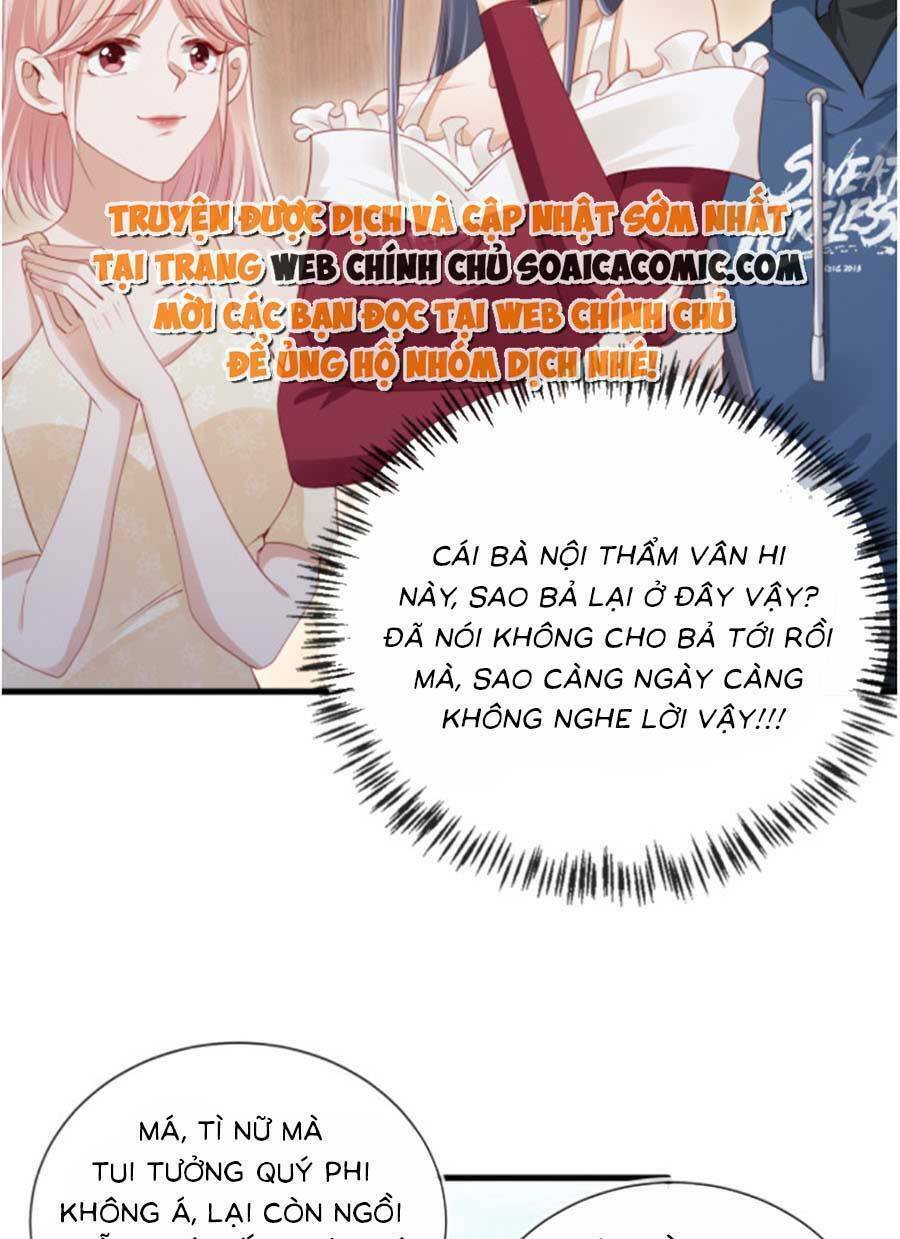 SWEAT
WIRELESS
TRUYỆN ĐƯỢC DỊCH VÀ CẬP NHẬT SỚM NHẤT
TẠI TRANG WEB CHÍNH CHỦ SOAICACOMIC.COM
MỜI CÁC BẠN ĐỌC TẠI WEB CHÍNH CHỦ
ĐỂ ỦNG HỘ NHÓM DỊCH NHÉ!
CÁI BÀ NỘI THẨM VÂN HI
NÀY, SAO BẢ LẠI Ở ĐÂY VẬY?
ĐÃ NÓI KHÔNG CHO BẢ TỚI RỒI
MÀ, SAO CÀNG NGÀY CÀNG
KHÔNG NGHE LỜI VẬY!!!
MÁ, TÌ NỮ MÀ
TUI TƯỞNG QUÝ PHI
KHÔNG Á, LẠI CÒN NGỒI